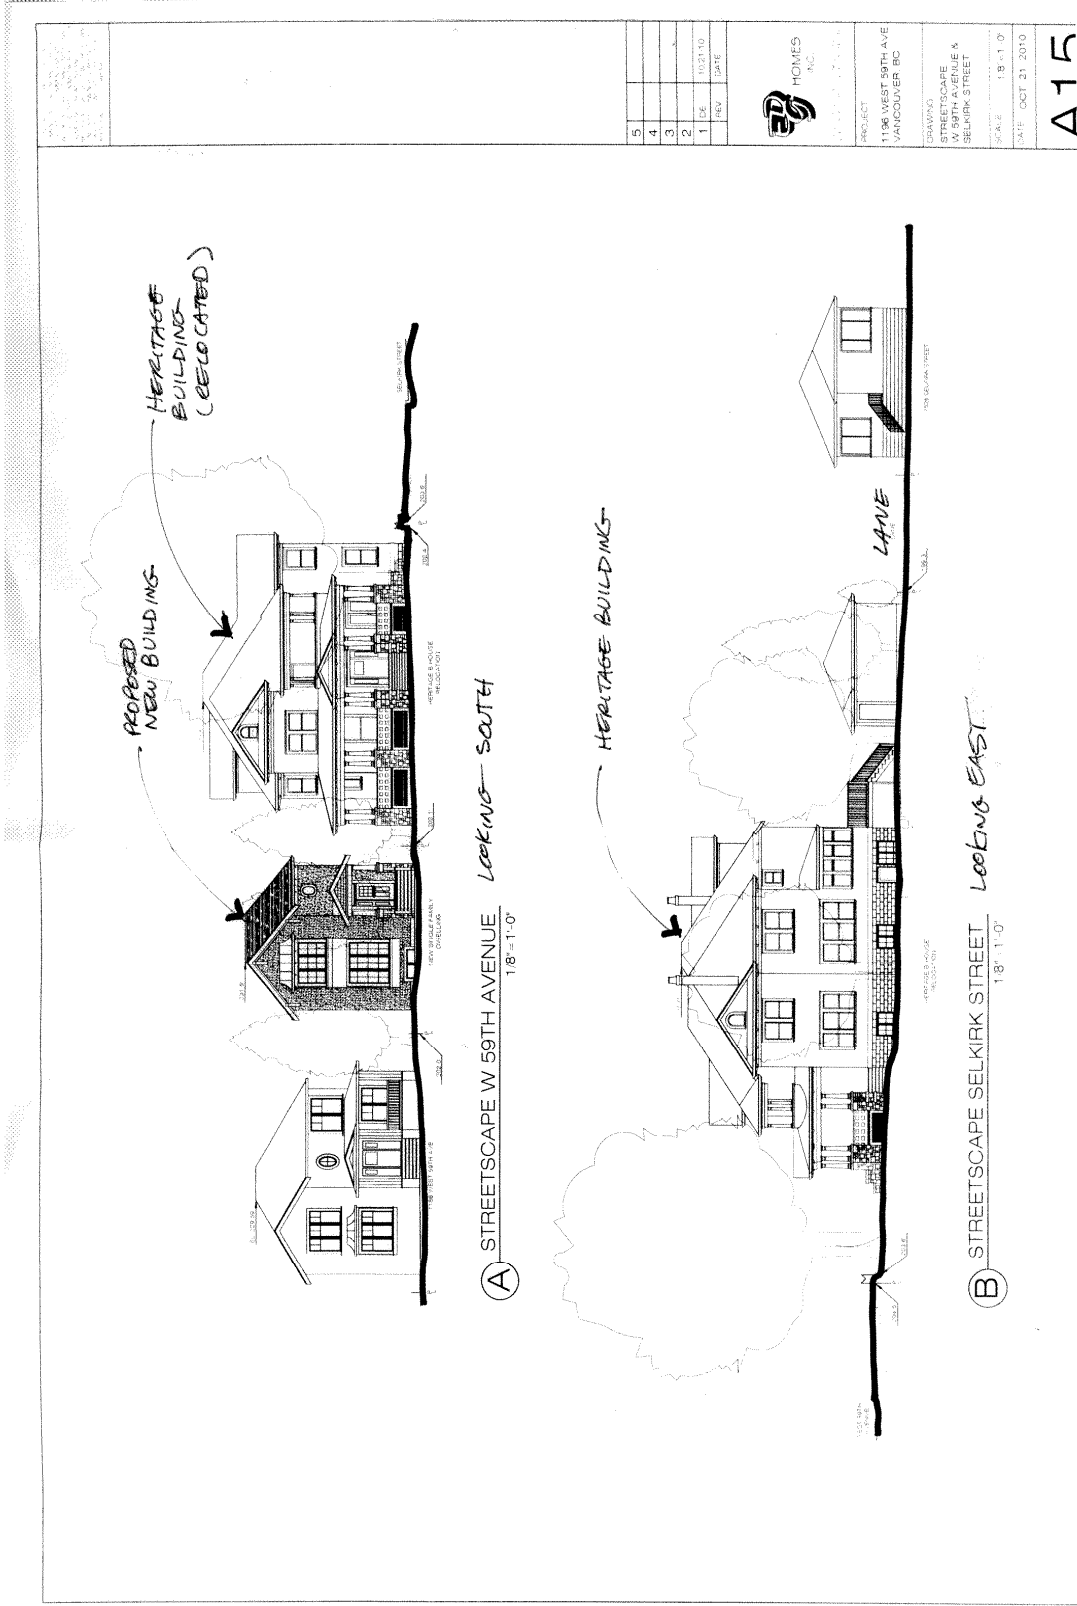 HERITAGE
BUILDING
(RELOCATED)
PROPOSED
NEW BUILDING
SELKIRK STREET
HERITAGE B HOUSE
RELOCATION
NEW SINGLE FAMILY
DWELLING
A
STREETSCAPE W 59TH AVENUE
LOOKING SOUTH
1/8" = 1'-0"
HERITAGE BUILDING
LANE
HERITAGE B HOUSE
RELOCATION
B
STREETSCAPE SELKIRK STREET
LOOKING EAST
1/8" = 1'-0"
5
4
3
2
1 DE 10.21.10
REV DATE
HOMES
INC.
PROJECT
1196 WEST 59TH AVE
VANCOUVER BC
DRAWING
STREETSCAPE
W 59TH AVENUE &
SELKIRK STREET
SCALE 1/8"=1'-0"
DATE OCT 21 2010
A15